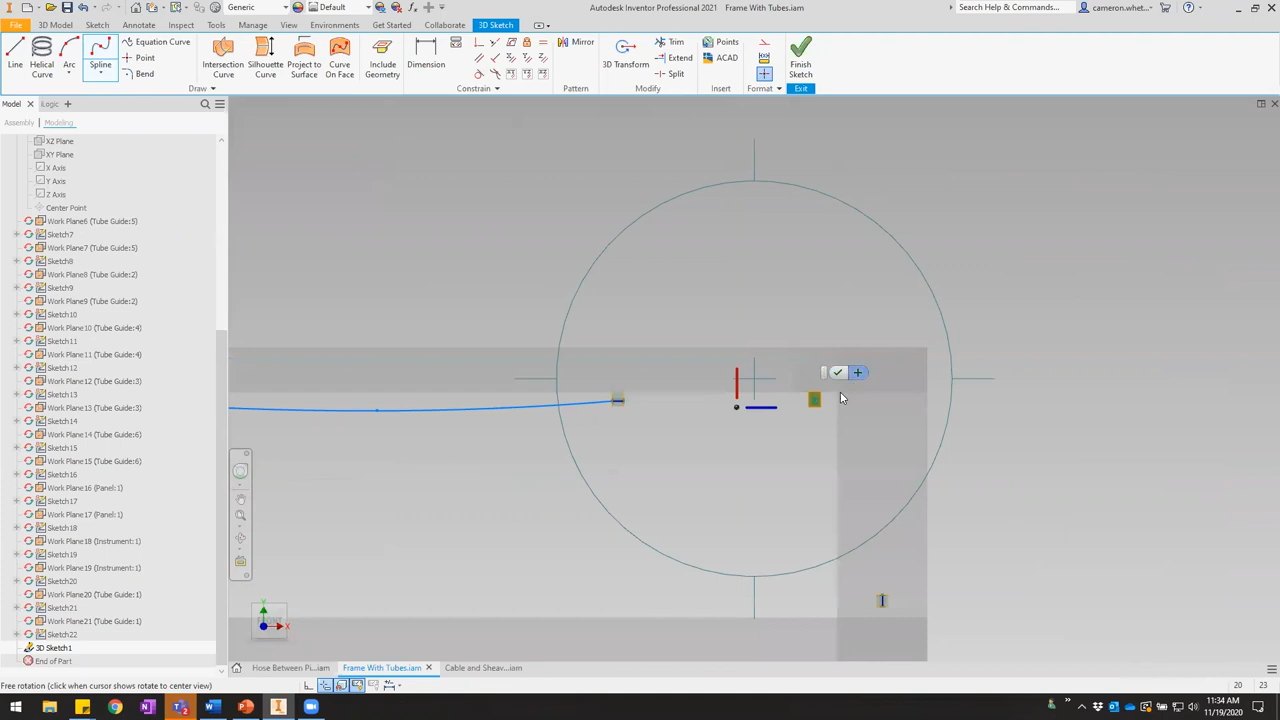 Generic
Default
Autodesk Inventor Professional 2021 Frame With Tubes.iam
Search Help & Commands...
cameron.whet...
File
3D Model
Sketch
Annotate
Inspect
Tools
Manage
View
Environments
Get Started
Collaborate
3D Sketch
Line
Helical Curve
Arc
Spline
Equation Curve
Point
Bend
Intersection Curve
Silhouette Curve
Project to Surface
Curve On Face
Include Geometry
Dimension
Mirror
3D Transform
Trim
Extend
Split
Points
ACAD
Finish Sketch
Draw
Constrain
Pattern
Modify
Insert
Format
Exit
Model
iLogic
Assembly
Modeling
XZ Plane
XY Plane
X Axis
Y Axis
Z Axis
Center Point
Work Plane6 (Tube Guide:5)
Sketch7
Work Plane7 (Tube Guide:5)
Sketch8
Work Plane8 (Tube Guide:2)
Sketch9
Work Plane9 (Tube Guide:2)
Sketch10
Work Plane10 (Tube Guide:4)
Sketch11
Work Plane11 (Tube Guide:4)
Sketch12
Work Plane12 (Tube Guide:3)
Sketch13
Work Plane13 (Tube Guide:3)
Sketch14
Work Plane14 (Tube Guide:6)
Sketch15
Work Plane15 (Tube Guide:6)
Sketch16
Work Plane16 (Panel:1)
Sketch17
Work Plane17 (Panel:1)
Sketch18
Work Plane18 (Instrument:1)
Sketch19
Work Plane19 (Instrument:1)
Sketch20
Work Plane20 (Tube Guide:1)
Sketch21
Work Plane21 (Tube Guide:1)
Sketch22
3D Sketch1
End of Part
Y
X
Hose Between Pi...iam
Frame With Tubes.iam
Cable and Sheav...iam
Free rotation (click when cursor shows rotate to center view)
20
23
11:34 AM
11/19/2020